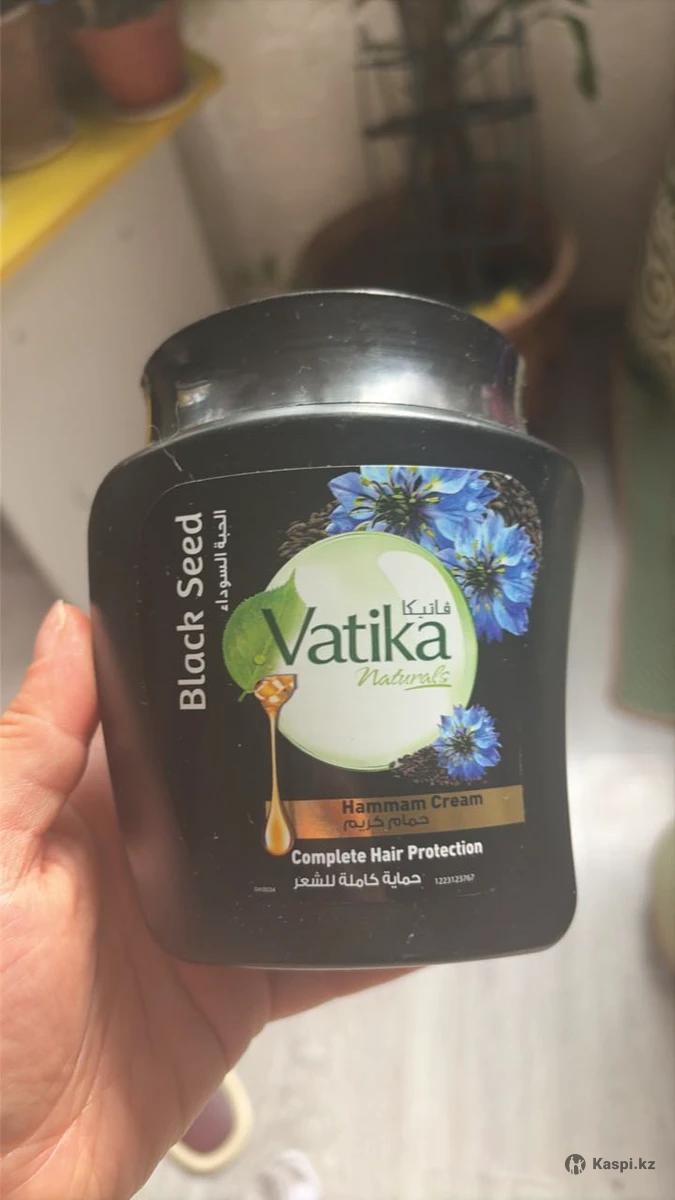 Black Seed
الحبة السوداء
فاتيكا
Vatika
Naturals
Hammam Cream
حمام كريم
Complete Hair Protection
حماية كاملة للشعر
1223123767
Kaspi.kz